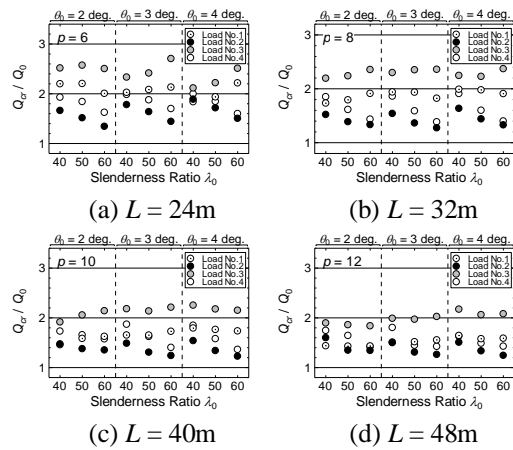 θ₀ = 2 deg. θ₀ = 3 deg. θ₀ = 4 deg.
p = 6
Load No.1
Load No.2
Load No.3
Load No.4
3
2
1
Q_cr / Q₀
40 50 60 40 50 60 40 50 60
Slenderness Ratio λ₀
(a) L = 24m
θ₀ = 2 deg. θ₀ = 3 deg. θ₀ = 4 deg.
p = 8
Load No.1
Load No.2
Load No.3
Load No.4
3
2
1
Q_cr / Q₀
40 50 60 40 50 60 40 50 60
Slenderness Ratio λ₀
(b) L = 32m
θ₀ = 2 deg. θ₀ = 3 deg. θ₀ = 4 deg.
p = 10
Load No.1
Load No.2
Load No.3
Load No.4
3
2
1
Q_cr / Q₀
40 50 60 40 50 60 40 50 60
Slenderness Ratio λ₀
(c) L = 40m
θ₀ = 2 deg. θ₀ = 3 deg. θ₀ = 4 deg.
p = 12
Load No.1
Load No.2
Load No.3
Load No.4
3
2
1
Q_cr / Q₀
40 50 60 40 50 60 40 50 60
Slenderness Ratio λ₀
(d) L = 48m